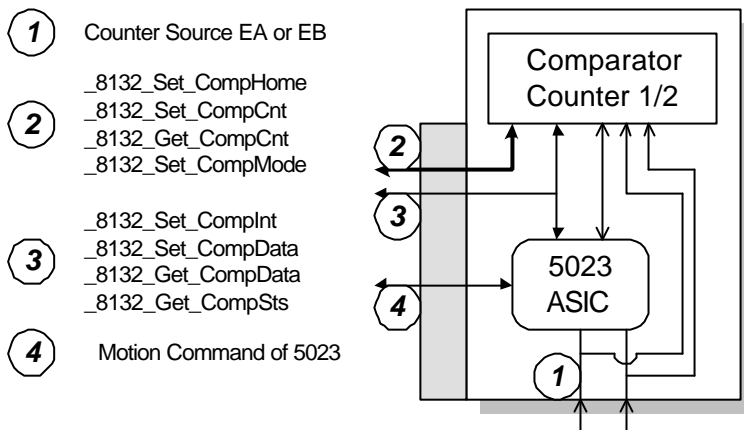 1 Counter Source EA or EB
2
_8132_Set_CompHome
_8132_Set_CompCnt
_8132_Get_CompCnt
_8132_Set_CompMode
3
_8132_Set_CompInt
_8132_Set_CompData
_8132_Get_CompData
_8132_Get_CompSts
4 Motion Command of 5023
Comparator
Counter 1/2
2
3
5023
ASIC
4
1